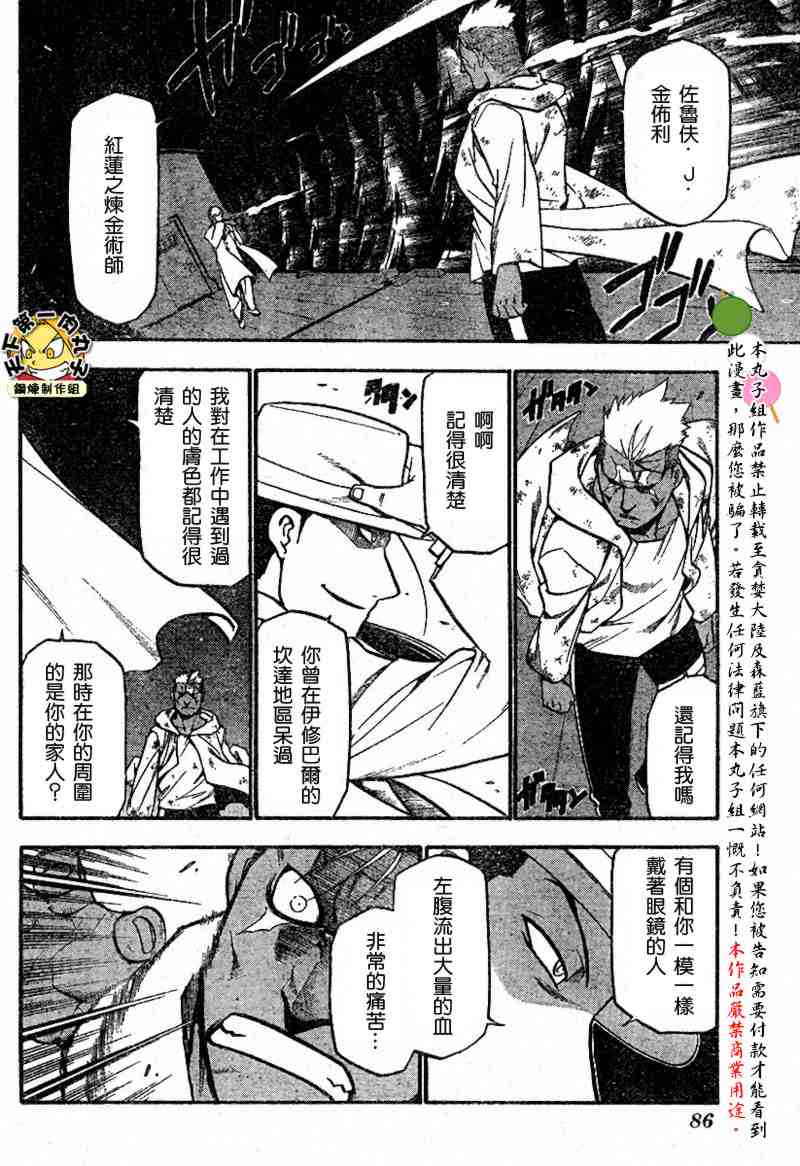 佐魯伕．J．
金佈利
紅蓮之煉金術師
還記得我嗎
啊啊
記得很清楚
你曾在伊修巴爾的
坎達地區呆過
我對在工作中遇到過
的人的膚色都記得很
清楚
那時在你的周圍
的是你的家人？
有個和你一模一樣
戴著眼鏡的人
左腹流出大量的血
非常的痛苦…
86
天下第一肉丸子
鋼煉制作組
本丸子組作品禁止轉載至貪婪大陸及森藍旗下的任何網站！如果您被告知需要付款才能看到
此漫畫，那麼您被騙了。若發生任何法律問題本丸子組一慨不負責！本作品嚴禁商業用途。